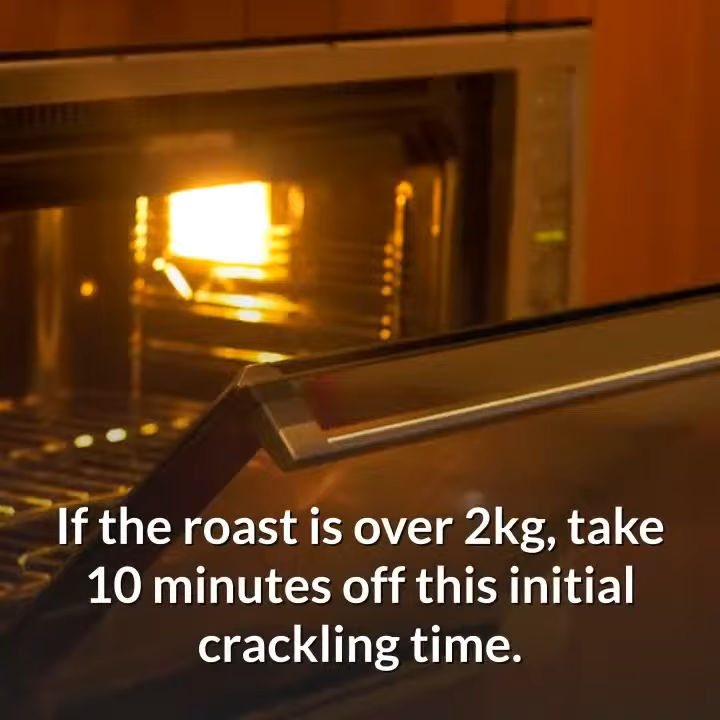 If the roast is over 2kg, take
10 minutes off this initial
crackling time.